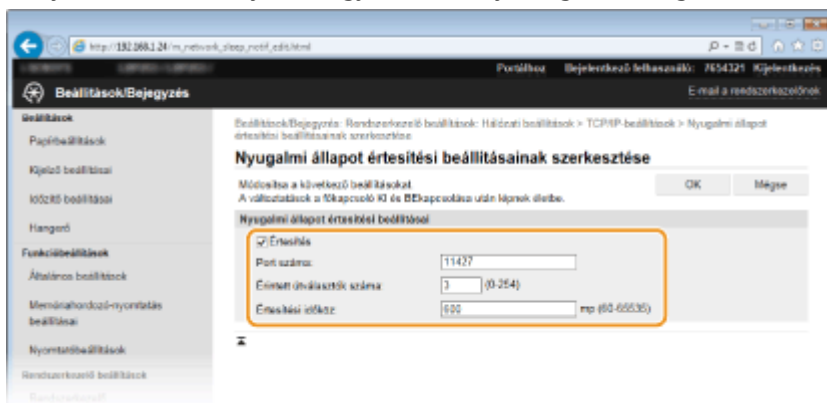 http://192.168.1.24/m_network_sleep_notif_edit.html
Portálhoz Bejelentkező felhasználó: 7654321 Kijelentkezés
Beállítások/Bejegyzés
E-mail a rendszerkezelőnek
Beállítások
Papírbeállítások
Kijelző beállításai
Időzítő beállításai
Hangerő
Funkcióbeállítások
Általános beállítások
Memóriahordozó-nyomtatás
beállításai
Nyomtatóbeállítások
Rendszerkezelő beállítások
Beállítások/Bejegyzés: Rendszerkezelő beállítások: Hálózati beállítások > TCP/IP-beállítások > Nyugalmi állapot
értesítési beállításainak szerkesztése
Nyugalmi állapot értesítési beállításainak szerkesztése
Módosítsa a következő beállításokat.
A változtatások a főkapcsoló KI és BEkapcsolása után lépnek életbe.
OK Mégse
Nyugalmi állapot értesítési beállításai
Értesítés
Port száma: 11427
Érintett útválasztók száma: 3 (0-254)
Értesítési időköz: 600 mp (60-65535)